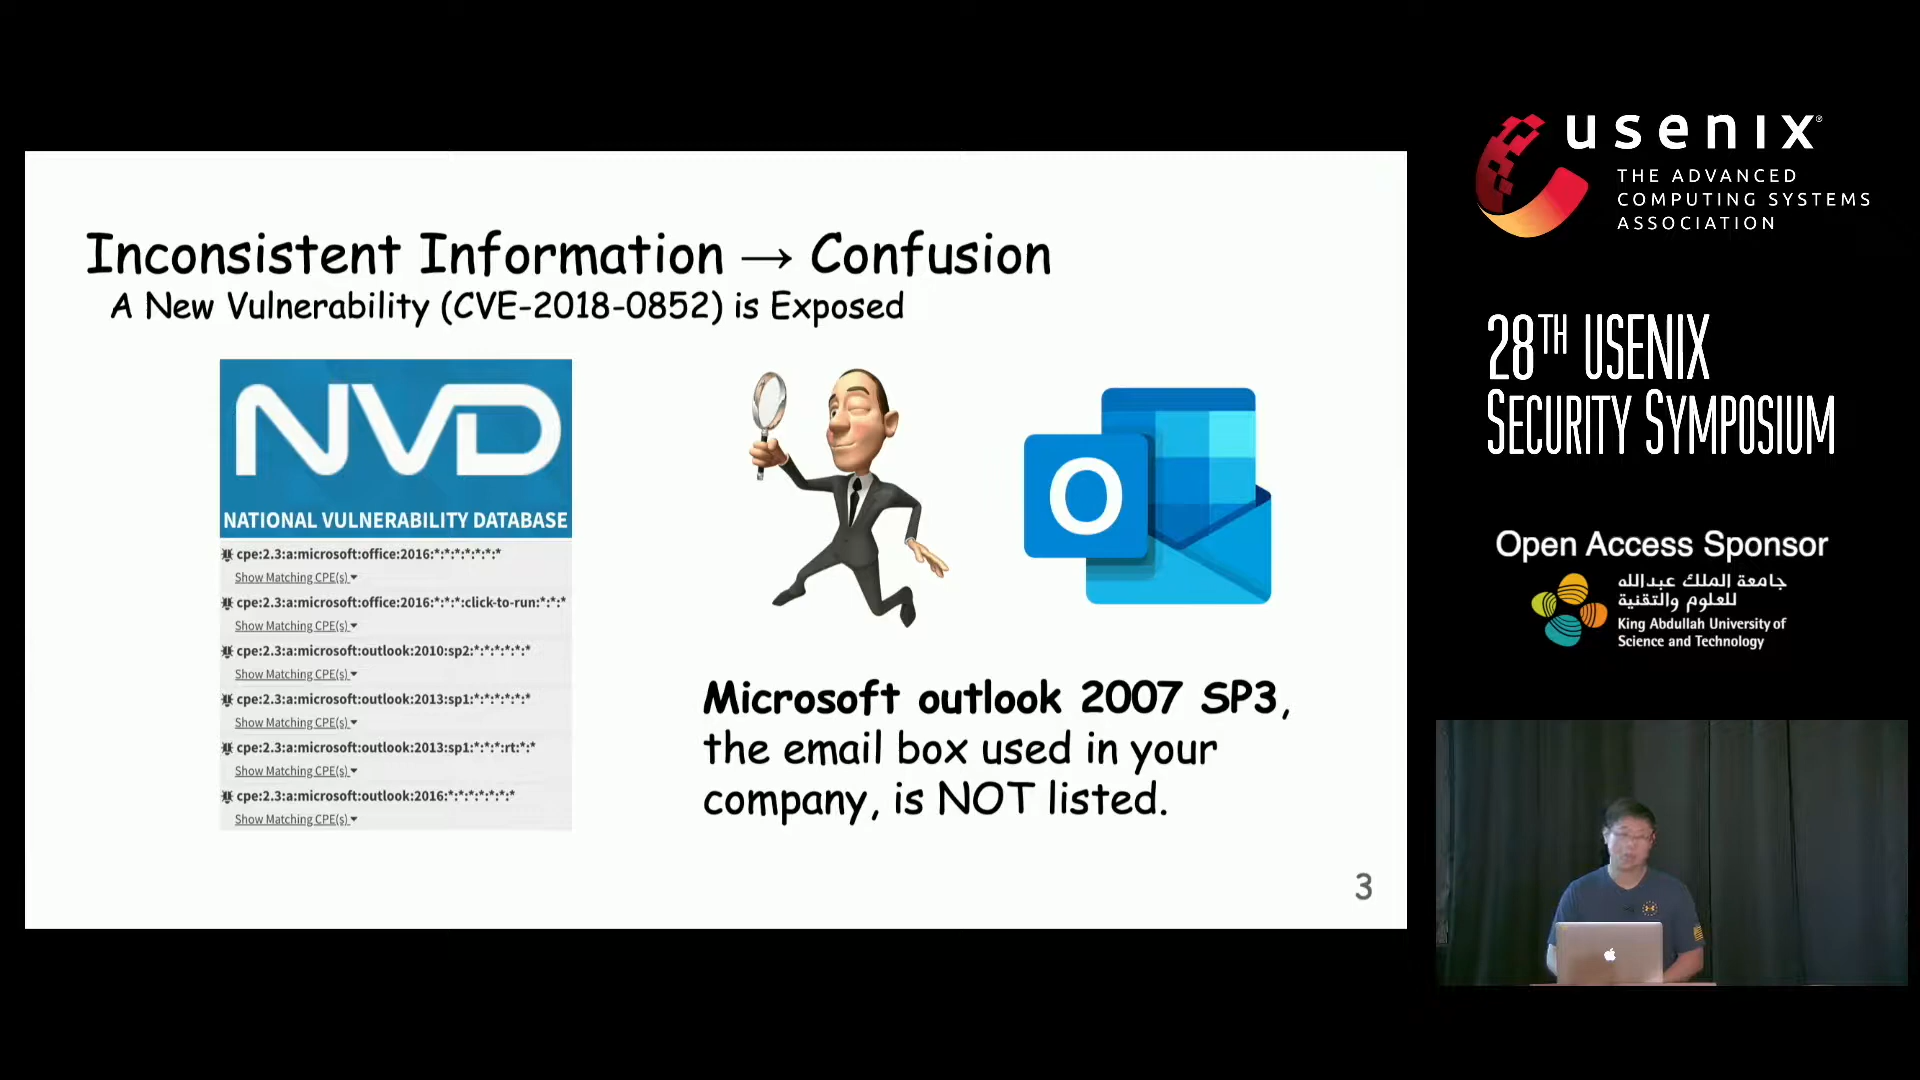 Inconsistent Information → Confusion
A New Vulnerability (CVE-2018-0852) is Exposed
NVD
NATIONAL VULNERABILITY DATABASE
cpe:2.3:a:microsoft:office:2016:*:*:*:*:*:*:*
Show Matching CPE(s)
cpe:2.3:a:microsoft:office:2016:*:*:*:click-to-run:*:*:*
Show Matching CPE(s)
cpe:2.3:a:microsoft:outlook:2010:sp2:*:*:*:*:*:*
Show Matching CPE(s)
cpe:2.3:a:microsoft:outlook:2013:sp1:*:*:*:*:*:*
Show Matching CPE(s)
cpe:2.3:a:microsoft:outlook:2013:sp1:*:*:*:rt:*:*
Show Matching CPE(s)
cpe:2.3:a:microsoft:outlook:2016:*:*:*:*:*:*:*
Show Matching CPE(s)
O
Microsoft outlook 2007 SP3,
the email box used in your
company, is NOT listed.
3
usenix®
THE ADVANCED
COMPUTING SYSTEMS
ASSOCIATION
28TH USENIX
SECURITY SYMPOSIUM
Open Access Sponsor
جامعة الملك عبدالله
للعلوم والتقنية
King Abdullah University of
Science and Technology